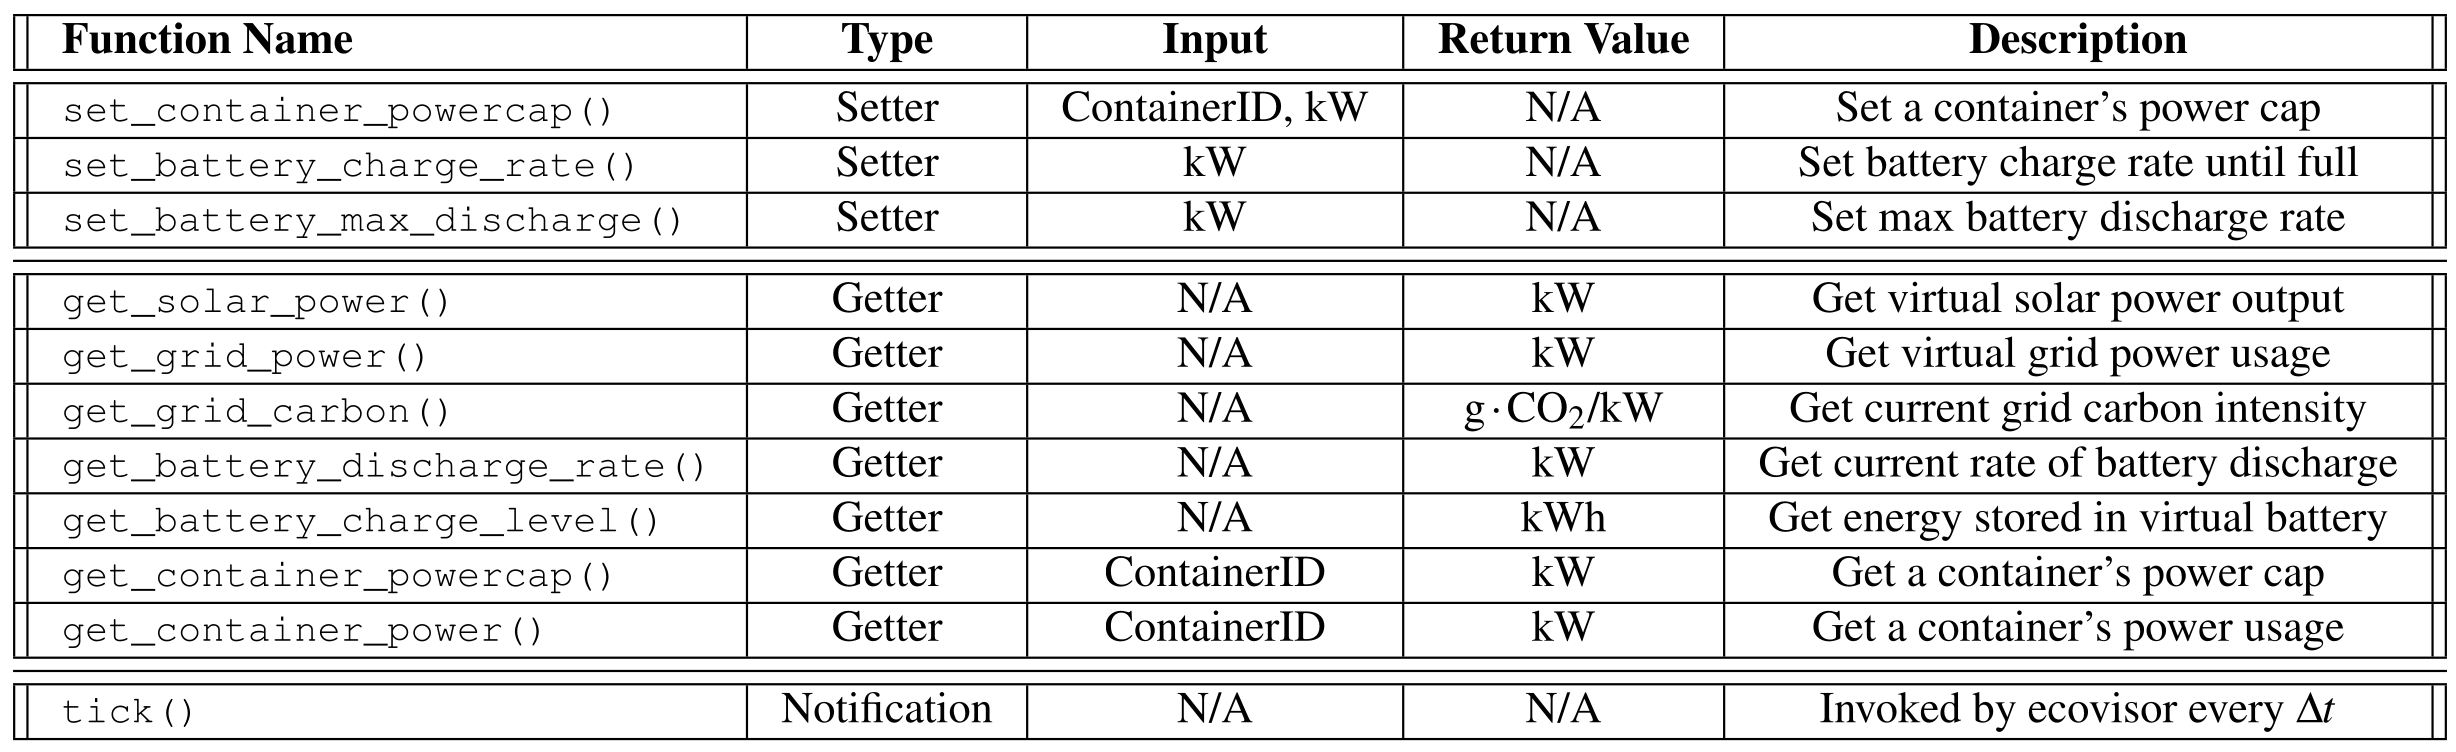 Function Name Type Input Return Value Description
set_container_powercap() Setter ContainerID, kW N/A Set a container's power cap
set_battery_charge_rate() Setter kW N/A Set battery charge rate until full
set_battery_max_discharge() Setter kW N/A Set max battery discharge rate
get_solar_power() Getter N/A kW Get virtual solar power output
get_grid_power() Getter N/A kW Get virtual grid power usage
get_grid_carbon() Getter N/A g·CO₂/kW Get current grid carbon intensity
get_battery_discharge_rate() Getter N/A kW Get current rate of battery discharge
get_battery_charge_level() Getter N/A kWh Get energy stored in virtual battery
get_container_powercap() Getter ContainerID kW Get a container's power cap
get_container_power() Getter ContainerID kW Get a container's power usage
tick() Notification N/A N/A Invoked by ecovisor every Δt